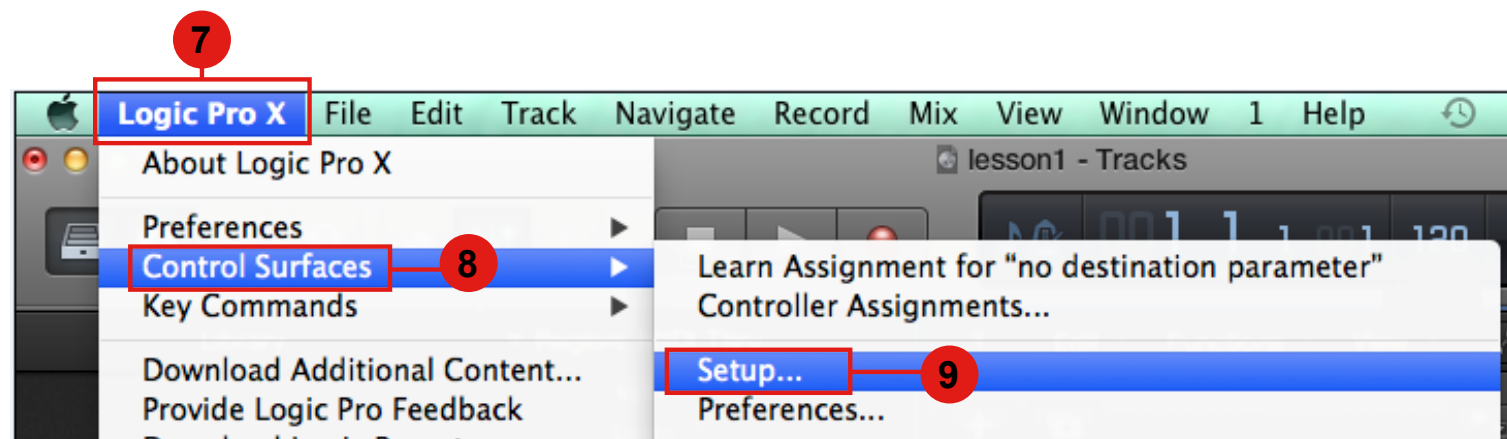 7
Logic Pro X File Edit Track Navigate Record Mix View Window 1 Help
About Logic Pro X
lesson1 - Tracks
Preferences
Control Surfaces 8
Learn Assignment for “no destination parameter”
Key Commands
Controller Assignments...
Download Additional Content...
Setup... 9
Provide Logic Pro Feedback
Preferences...